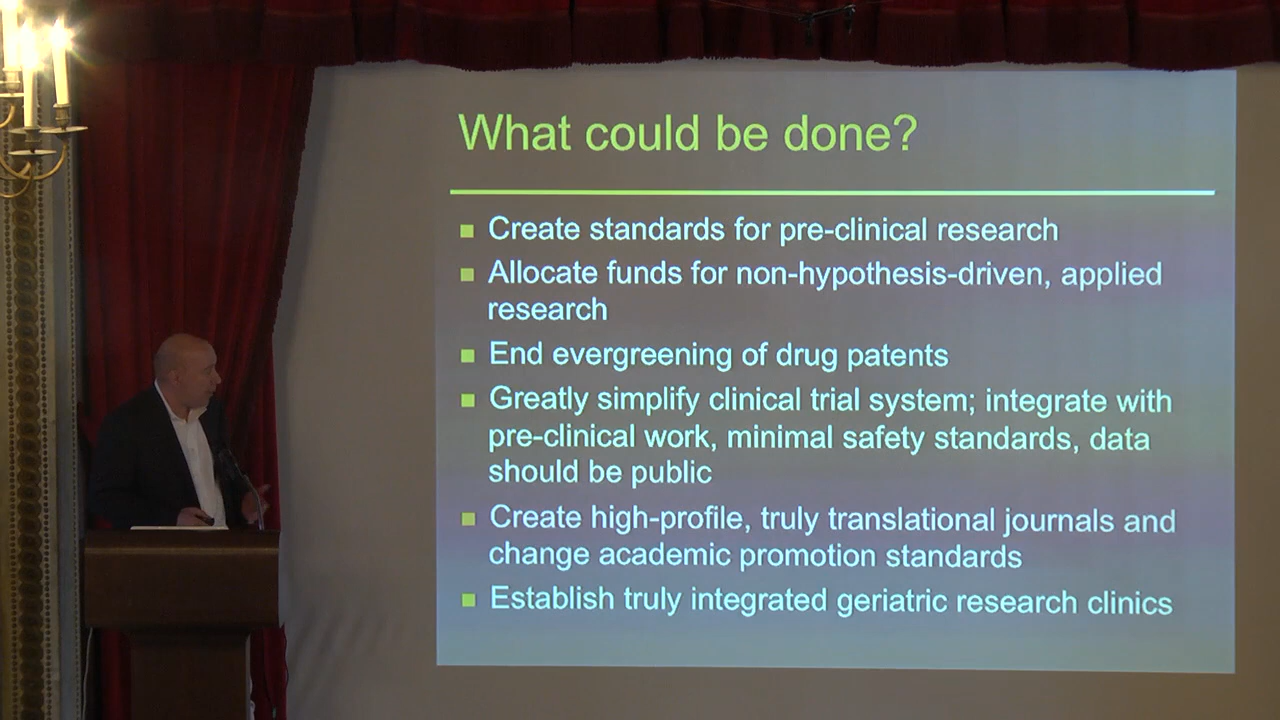 What could be done?
Create standards for pre-clinical research
Allocate funds for non-hypothesis-driven, applied
research
End evergreening of drug patents
Greatly simplify clinical trial system; integrate with
pre-clinical work, minimal safety standards, data
should be public
Create high-profile, truly translational journals and
change academic promotion standards
Establish truly integrated geriatric research clinics